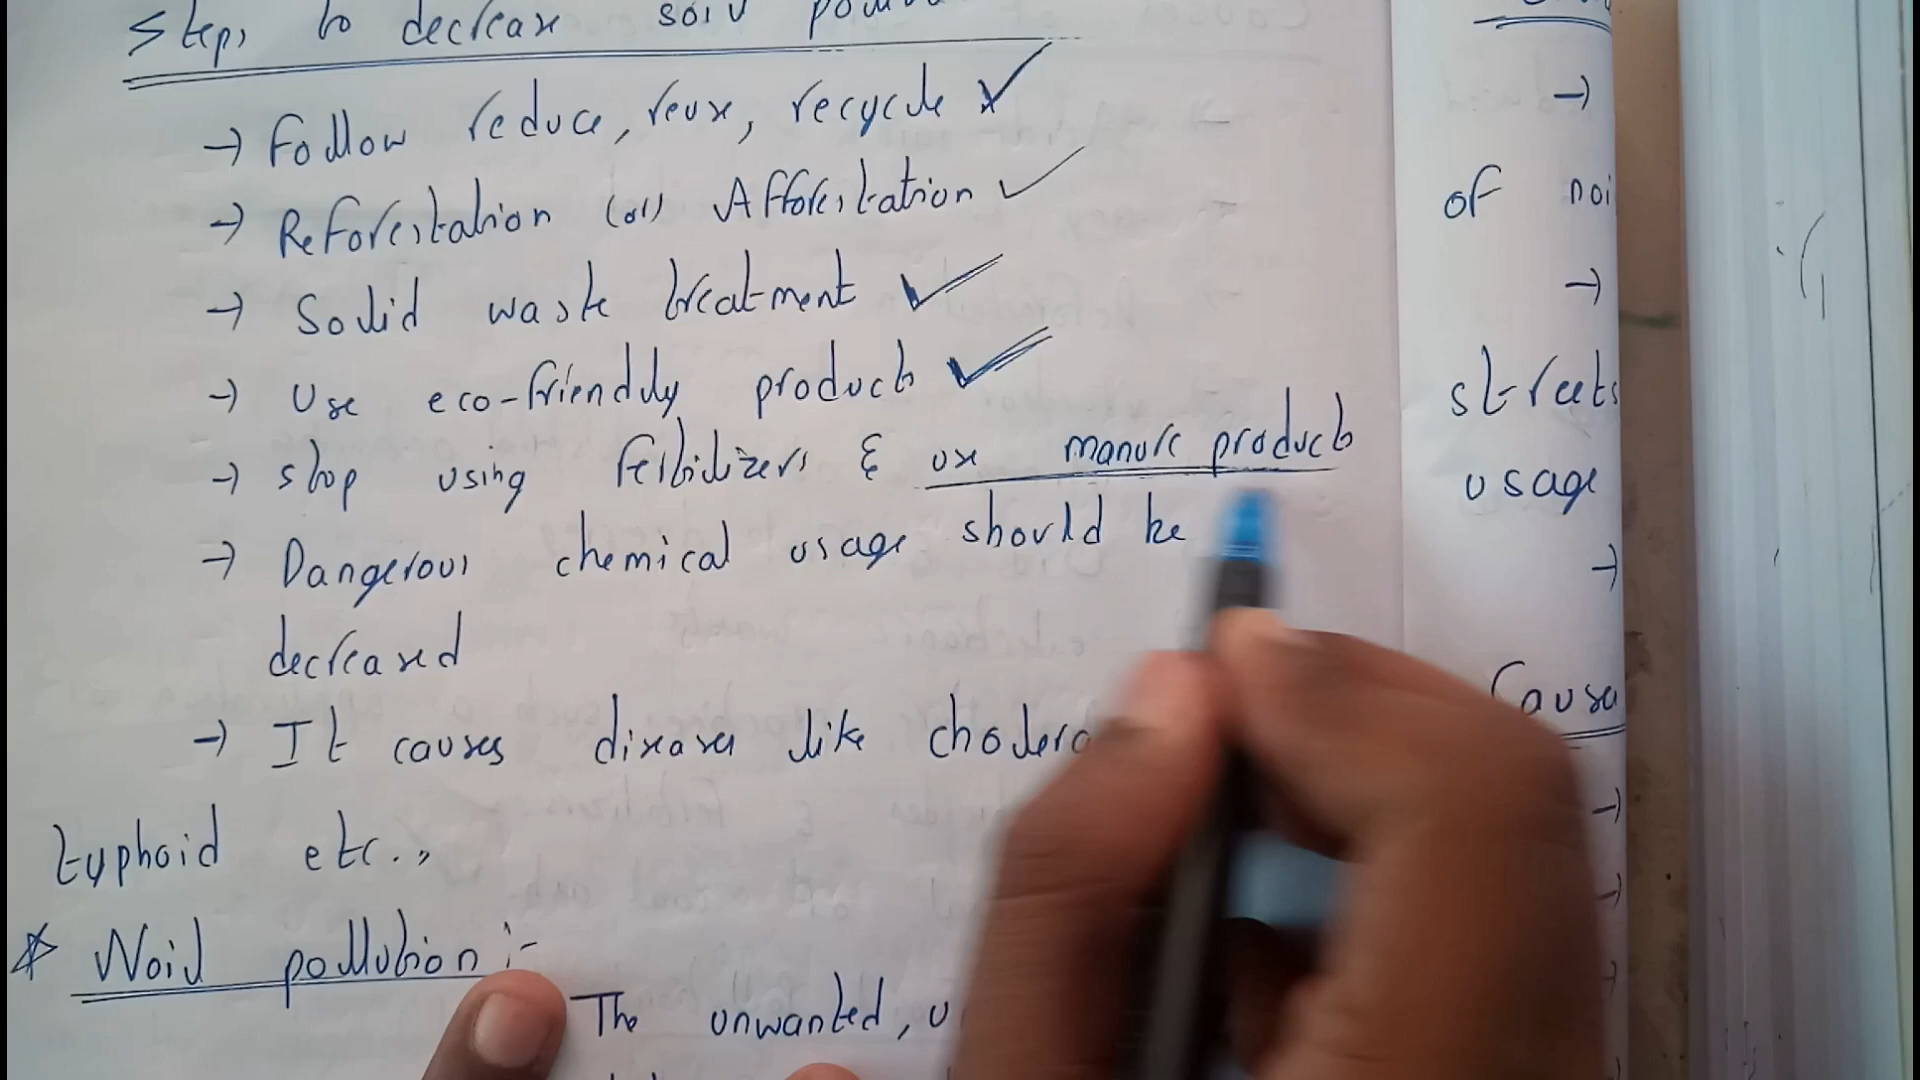 Steps to decrease soil
→ Follow reduce, reuse, recycle
→ Reforestation (or) Afforestation
→ Solid waste treatment
→ Use eco-friendly products
→ stop using fertilizers & use manure products
→ Dangerous chemical usage should be
decreased
→ It causes diseases like cholera
typhoid etc.,
* Noise pollution :-
The unwanted, u
→
of noi
→
streets
usage
→
Causes
→
→